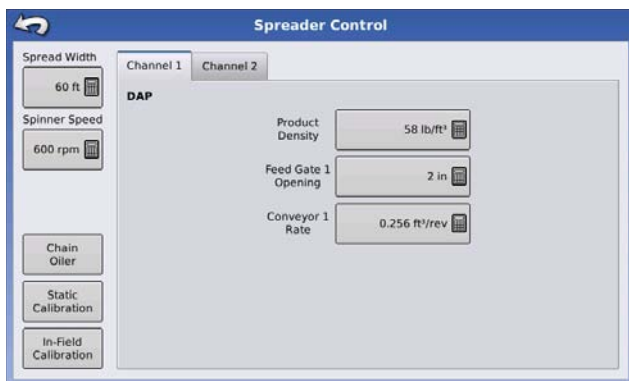 Spreader Control
Spread Width
60 ft
Spinner Speed
600 rpm
Chain
Oiler
Static
Calibration
In-Field
Calibration
Channel 1
Channel 2
DAP
Product
Density
58 lb/ft³
Feed Gate 1
Opening
2 in
Conveyor 1
Rate
0.256 ft³/rev